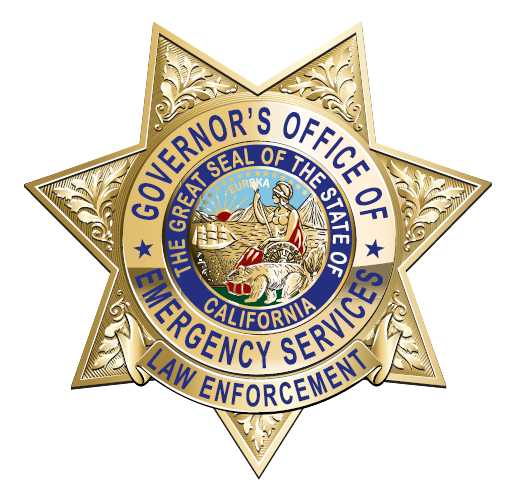 GOVERNOR'S OFFICE OF
EMERGENCY SERVICES
THE GREAT SEAL OF THE STATE OF
CALIFORNIA
EUREKA
LAW ENFORCEMENT